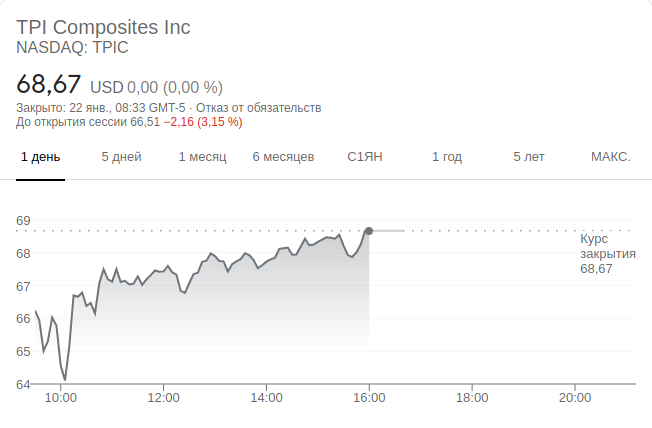 TPI Composites Inc
NASDAQ: TPIC
68,67 USD 0,00 (0,00 %)
Закрыто: 22 янв., 08:33 GMT-5 · Отказ от обязательств
До открытия сессии 66,51 −2,16 (3,15 %)
1 день 5 дней 1 месяц 6 месяцев С1ЯН 1 год 5 лет МАКС.
69
Курс
закрытия
68,67
68
67
66
65
64
10:00 12:00 14:00 16:00 18:00 20:00